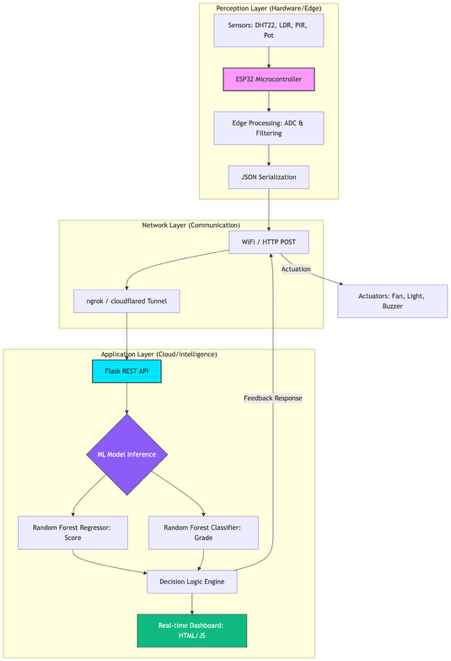 Perception Layer (Hardware/Edge)
Sensors: DHT22, LDR, PIR,
Pot
ESP32 Microcontroller
Edge Processing: ADC &
Filtering
JSON Serialization
Network Layer (Communication)
WiFi / HTTP POST
Actuation
ngrok / cloudflared Tunnel
Actuators: Fan, Light,
Buzzer
Application Layer (Cloud/Intelligence)
Flask REST API
Feedback Response
ML Model Inference
Random Forest Regressor:
Score
Random Forest Classifier:
Grade
Decision Logic Engine
Real-time Dashboard:
HTML/JS